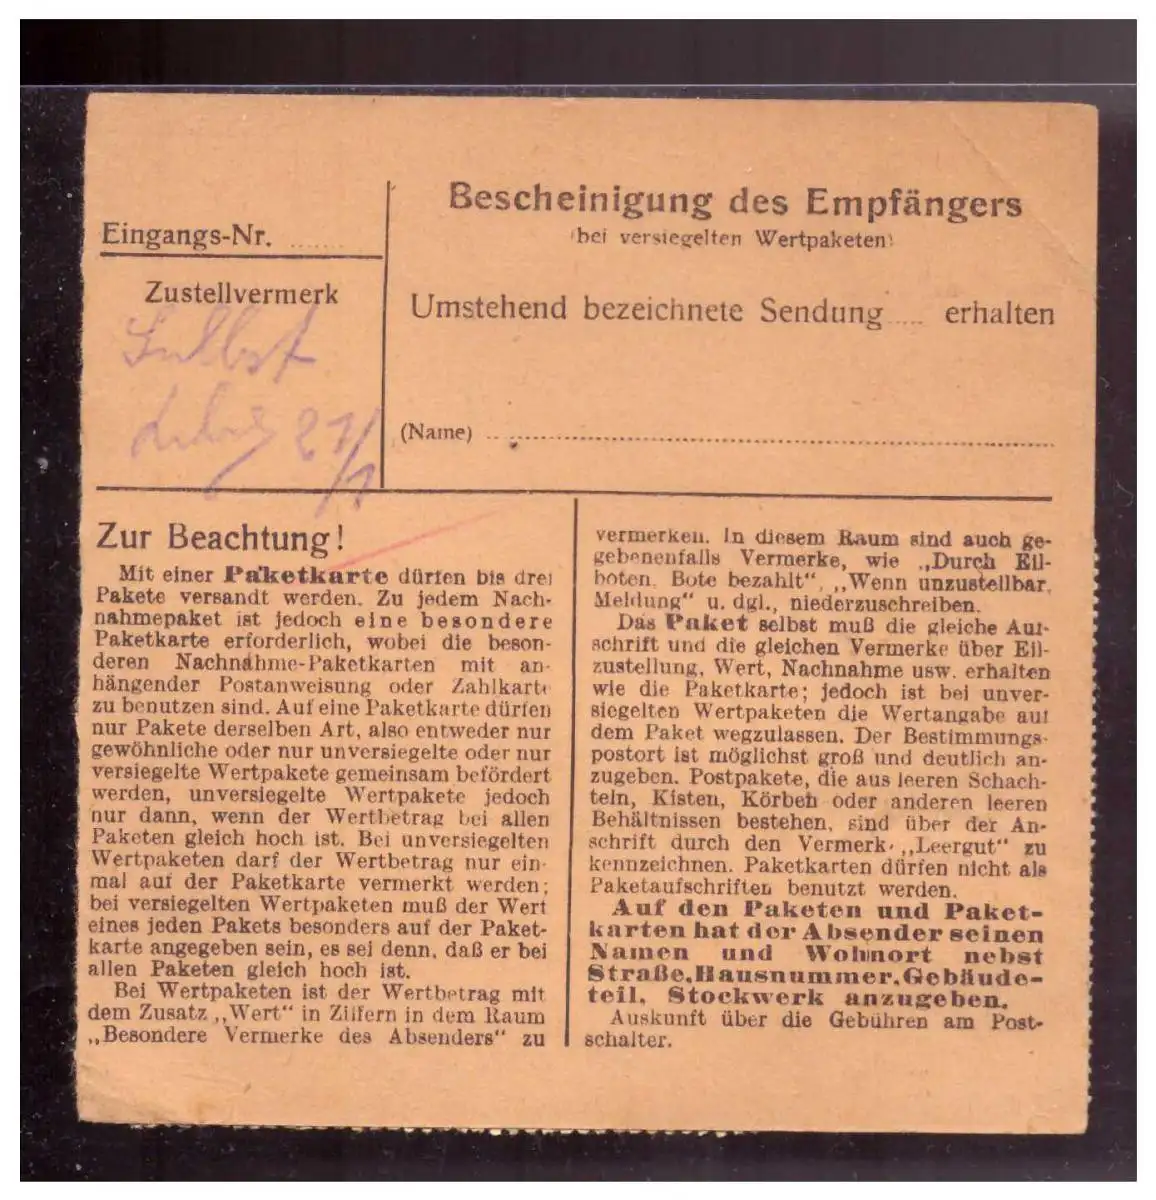 Eingangs-Nr. ........
Zustellvermerk
Selbst
21/1
Bescheinigung des Empfängers
(bei versiegelten Wertpaketen)
Umstehend bezeichnete Sendung ..... erhalten
(Name) ........................................
Zur Beachtung!
Mit einer Paketkarte dürfen bis drei
Pakete versandt werden. Zu jedem Nach-
nahmepaket ist jedoch eine besondere
Paketkarte erforderlich, wobei die beson-
deren Nachnahme-Paketkarten mit an-
hängender Postanweisung oder Zahlkarte
zu benutzen sind. Auf eine Paketkarte dürfen
nur Pakete derselben Art, also entweder nur
gewöhnliche oder nur unversiegelte oder nur
versiegelte Wertpakete gemeinsam befördert
werden, unversiegelte Wertpakete jedoch
nur dann, wenn der Wertbetrag bei allen
Paketen gleich hoch ist. Bei unversiegelten
Wertpaketen darf der Wertbetrag nur ein-
mal auf der Paketkarte vermerkt werden;
bei versiegelten Wertpaketen muß der Wert
eines jeden Pakets besonders auf der Paket-
karte angegeben sein, es sei denn, daß er bei
allen Paketen gleich hoch ist.
Bei Wertpaketen ist der Wertbetrag mit
dem Zusatz „Wert“ in Ziffern in dem Raum
„Besondere Vermerke des Absenders“ zu
vermerken. In diesem Raum sind auch ge-
gebenenfalls Vermerke, wie „Durch Eil-
boten, Bote bezahlt“, „Wenn unzustellbar,
Meldung“ u. dgl., niederzuschreiben.
Das Paket selbst muß die gleiche Auf-
schrift und die gleichen Vermerke über Eil-
zustellung, Wert, Nachnahme usw. erhalten
wie die Paketkarte; jedoch ist bei unver-
siegelten Wertpaketen die Wertangabe auf
dem Paket wegzulassen. Der Bestimmungs-
postort ist möglichst groß und deutlich an-
zugeben. Postpakete, die aus leeren Schach-
teln, Kisten, Körben oder anderen leeren
Behältnissen bestehen, sind über der An-
schrift durch den Vermerk „Leergut“ zu
kennzeichnen. Paketkarten dürfen nicht als
Paketaufschriften benutzt werden.
Auf den Paketen und Paket-
karten hat der Absender seinen
Namen und Wohnort nebst
Straße, Hausnummer, Gebäude-
teil, Stockwerk anzugeben.
Auskunft über die Gebühren am Post-
schalter.